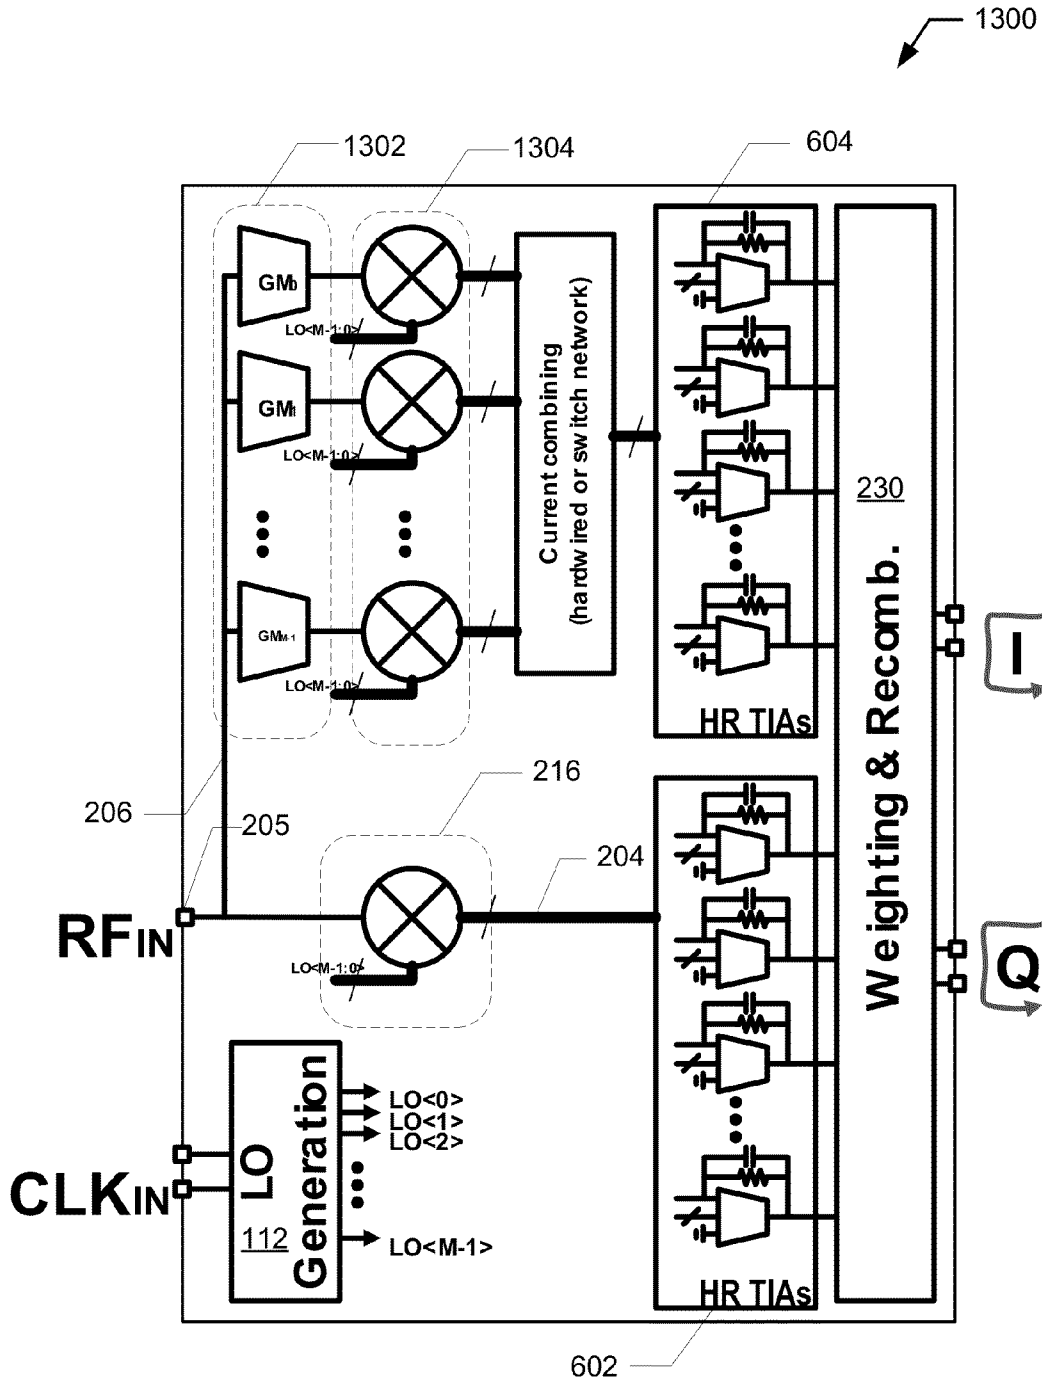 1300
1302
1304
604
GM0
LO<M-1:0>
GM1
LO<M-1:0>
GMM-1
LO<M-1:0>
Current combining
(hardwired or switch network)
HR TIAs
230
Weighting & Recomb.
I
Q
206
205
216
204
RFIN
LO<M-1:0>
CLKIN
LO
Generation
112
LO<0>
LO<1>
LO<2>
LO<M-1>
HR TIAs
602